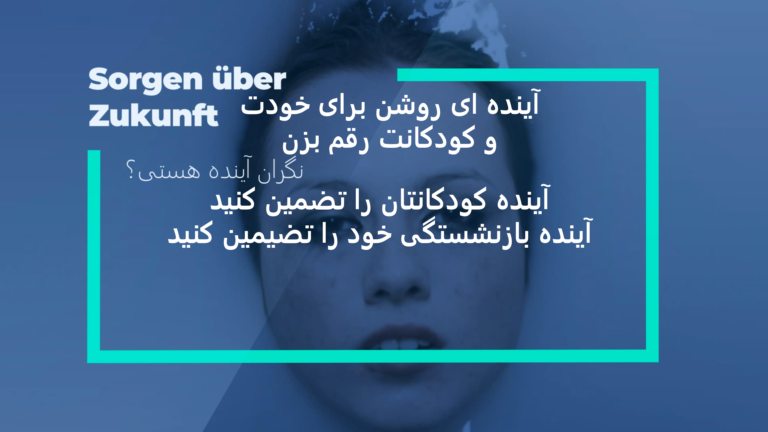 Sorgen über
Zukunft
آینده ای روشن برای خودت
و کودکانت رقم بزن
نگران آینده هستی؟
آینده کودکانتان را تضمین کنید
آینده بازنشستگی خود را تضیمین کنید